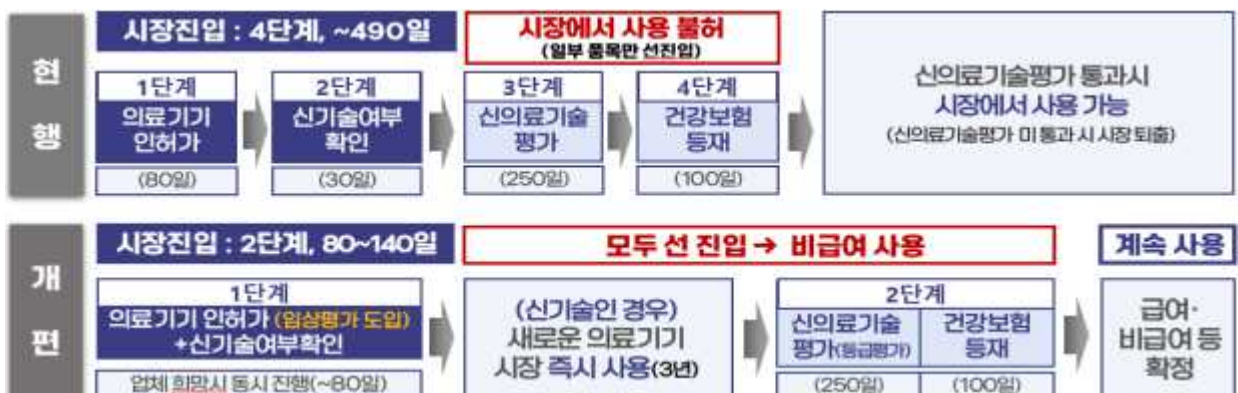 현행
시장진입 : 4단계, ~490일
시장에서 사용 불허
(일부 품목만 선진입)
1단계
의료기기
인허가
(80일)
2단계
신기술여부
확인
(30일)
3단계
신의료기술
평가
(250일)
4단계
건강보험
등재
(100일)
신의료기술평가 통과시
시장에서 사용 가능
(신의료기술평가 미 통과 시 시장 퇴출)
개편
시장진입 : 2단계, 80~140일
모두 선 진입 → 비급여 사용
계속 사용
1단계
의료기기 인허가 (임상평가 도입)
+신기술여부확인
업체 희망시 동시 진행(~80일)
(신기술인 경우)
새로운 의료기기
시장 즉시 사용(3년)
2단계
신의료기술
평가(등급평가)
(250일)
건강보험
등재
(100일)
급여·
비급여 등
확정